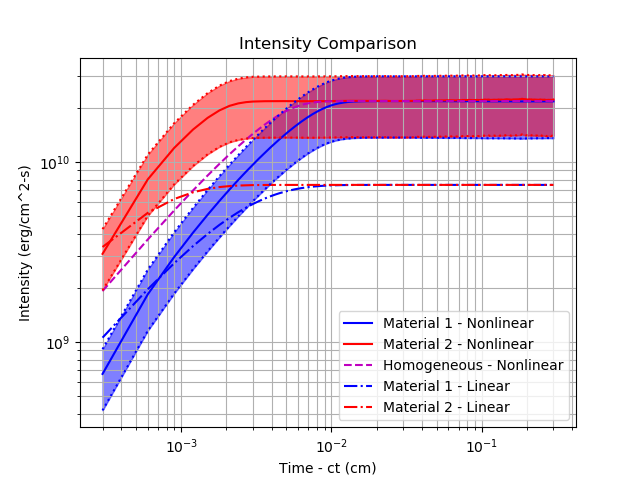 Intensity Comparison
Intensity (erg/cm^2-s)
10^10
10^9
Material 1 - Nonlinear
Material 2 - Nonlinear
Homogeneous - Nonlinear
Material 1 - Linear
Material 2 - Linear
10^−3 10^−2 10^−1
Time - ct (cm)